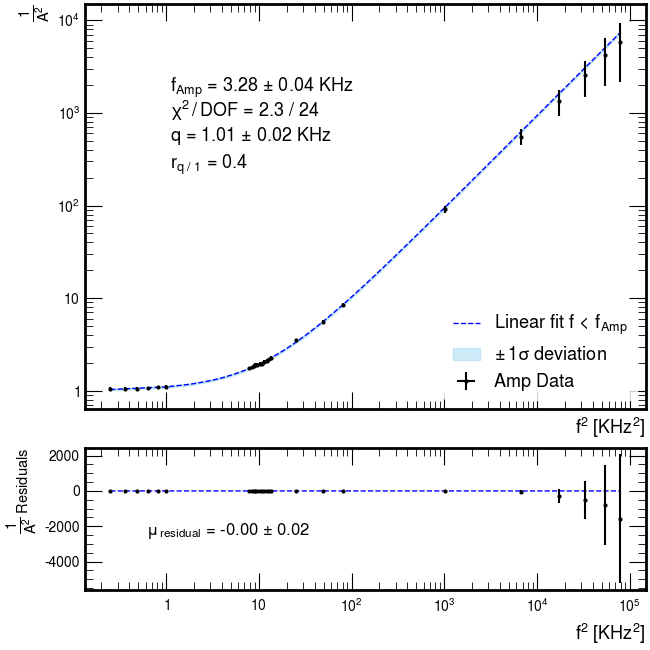 1/A²
10⁴
10³
10²
10
1
f_Amp = 3.28 ± 0.04 KHz
χ²/DOF = 2.3 / 24
q = 1.01 ± 0.02 KHz
r_q/1 = 0.4
Linear fit f < f_Amp
±1σ deviation
Amp Data
f² [KHz²]
1/A² Residuals
2000
0
-2000
-4000
μ_residual = -0.00 ± 0.02
1 10 10² 10³ 10⁴ 10⁵
f² [KHz²]